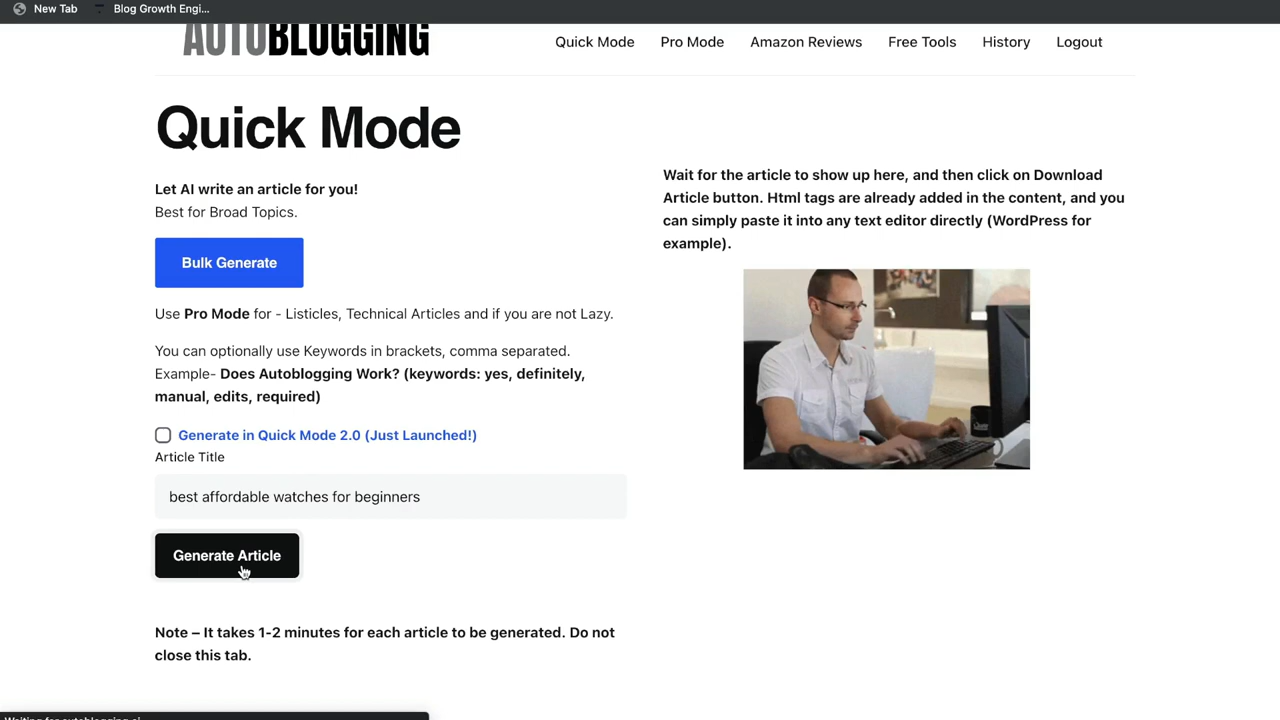 New Tab
Blog Growth Engi...
AUTOBLOGGING
Quick Mode
Pro Mode
Amazon Reviews
Free Tools
History
Logout
Quick Mode
Let AI write an article for you!
Best for Broad Topics.
Bulk Generate
Use Pro Mode for - Listicles, Technical Articles and if you are not Lazy.
You can optionally use Keywords in brackets, comma separated.
Example- Does Autoblogging Work? (keywords: yes, definitely,
manual, edits, required)
Generate in Quick Mode 2.0 (Just Launched!)
Article Title
best affordable watches for beginners
Generate Article
Note – It takes 1-2 minutes for each article to be generated. Do not
close this tab.
Wait for the article to show up here, and then click on Download
Article button. Html tags are already added in the content, and you
can simply paste it into any text editor directly (WordPress for
example).